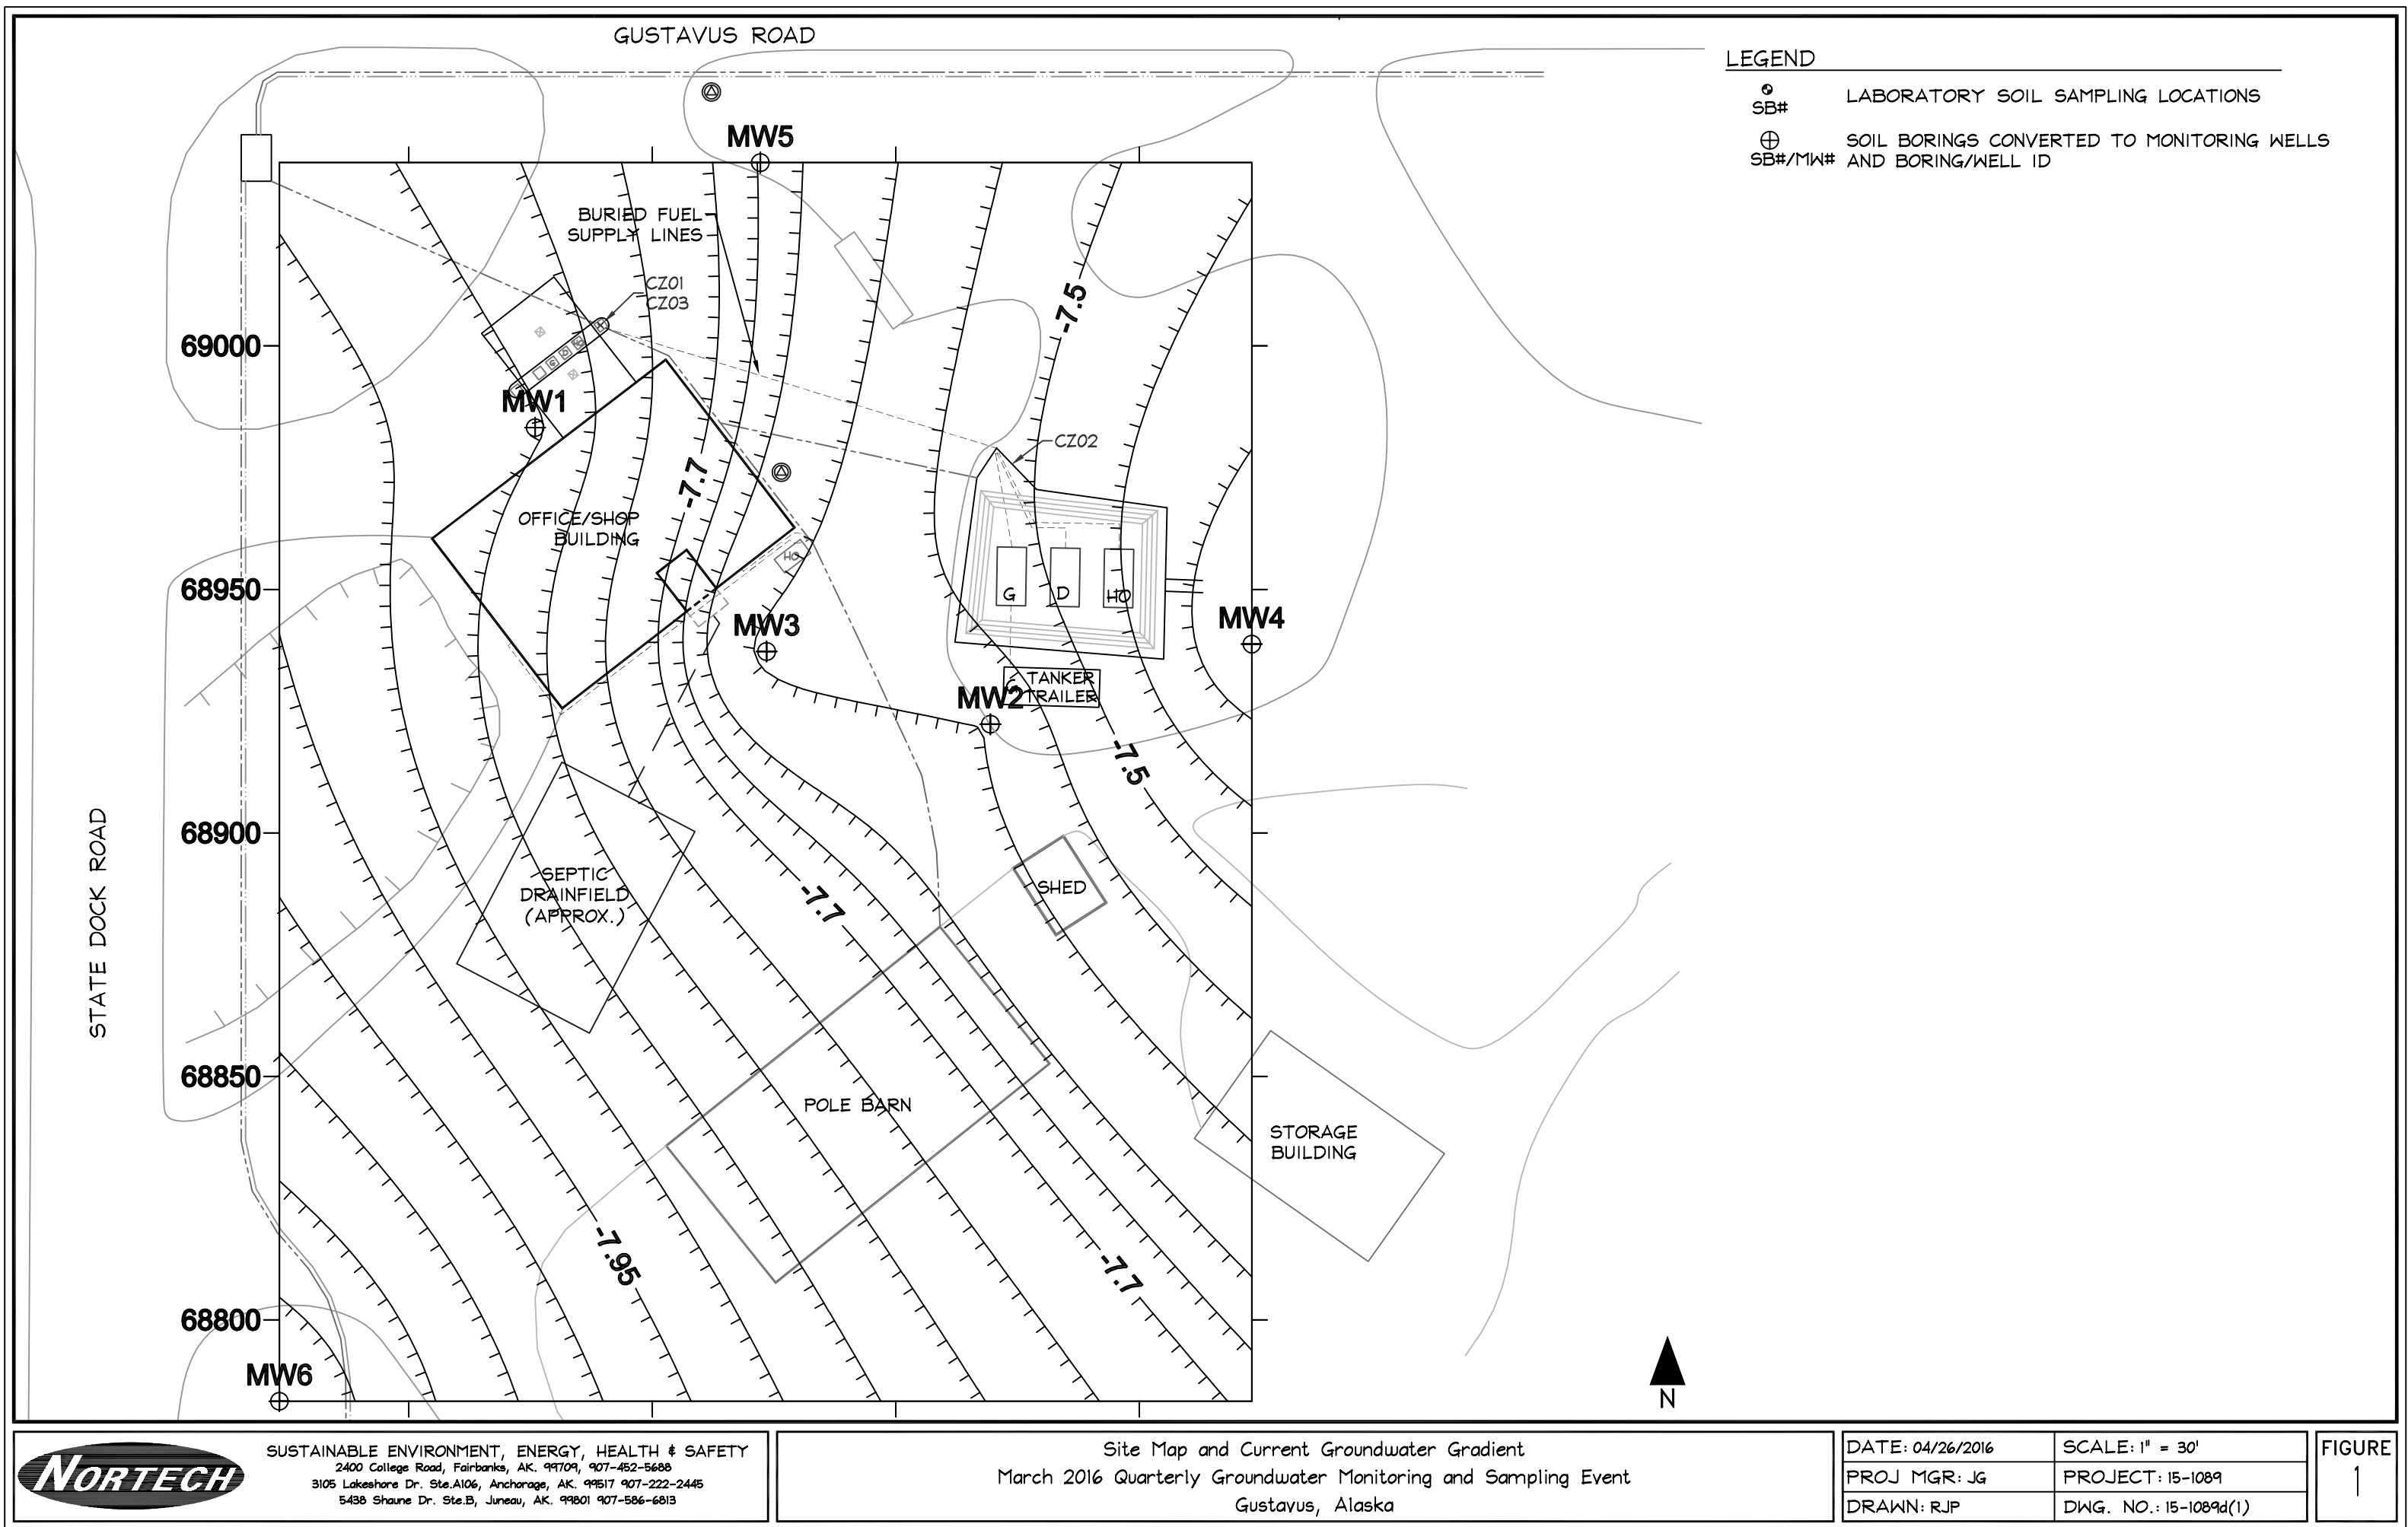 GUSTAVUS ROAD
LEGEND
SB#
LABORATORY SOIL SAMPLING LOCATIONS
SB#/MW#
SOIL BORINGS CONVERTED TO MONITORING WELLS
AND BORING/WELL ID
MW5
BURIED FUEL
SUPPLY LINES
CZ01
CZ03
-7.5
69000
MW1
CZ02
-7.7
OFFICE/SHOP
BUILDING
HO
68950
G
D
HO
MW3
MW4
TANKER
TRAILER
MW2
-7.5
STATE DOCK ROAD
68900
SEPTIC
DRAINFIELD
(APPROX.)
-7.7
SHED
68850
POLE BARN
STORAGE
BUILDING
-7.95
-7.7
68800
MW6
N
NORTECH
SUSTAINABLE ENVIRONMENT, ENERGY, HEALTH & SAFETY
2400 College Road, Fairbanks, AK. 99709, 907-452-5688
3105 Lakeshore Dr. Ste.A106, Anchorage, AK. 99517 907-222-2445
5438 Shaune Dr. Ste.B, Juneau, AK. 99801 907-586-6813
Site Map and Current Groundwater Gradient
March 2016 Quarterly Groundwater Monitoring and Sampling Event
Gustavus, Alaska
DATE: 04/26/2016
SCALE: 1" = 30'
PROJ MGR: JG
PROJECT: 15-1089
DRAWN: RJP
DWG. NO.: 15-1089d(1)
FIGURE
1